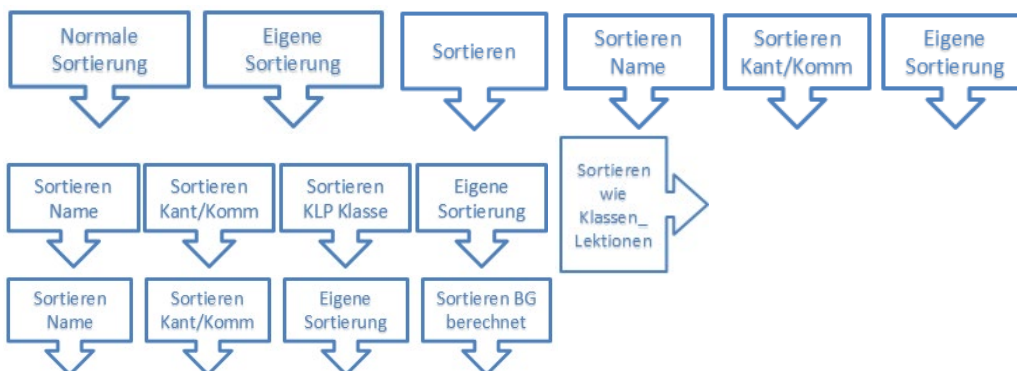 Normale
Sortierung
Eigene
Sortierung
Sortieren
Sortieren
Name
Sortieren
Kant/Komm
Eigene
Sortierung
Sortieren
Name
Sortieren
Kant/Komm
Sortieren
KLP Klasse
Eigene
Sortierung
Sortieren
wie
Klassen_
Lektionen
Sortieren
Name
Sortieren
Kant/Komm
Eigene
Sortierung
Sortieren BG
berechnet